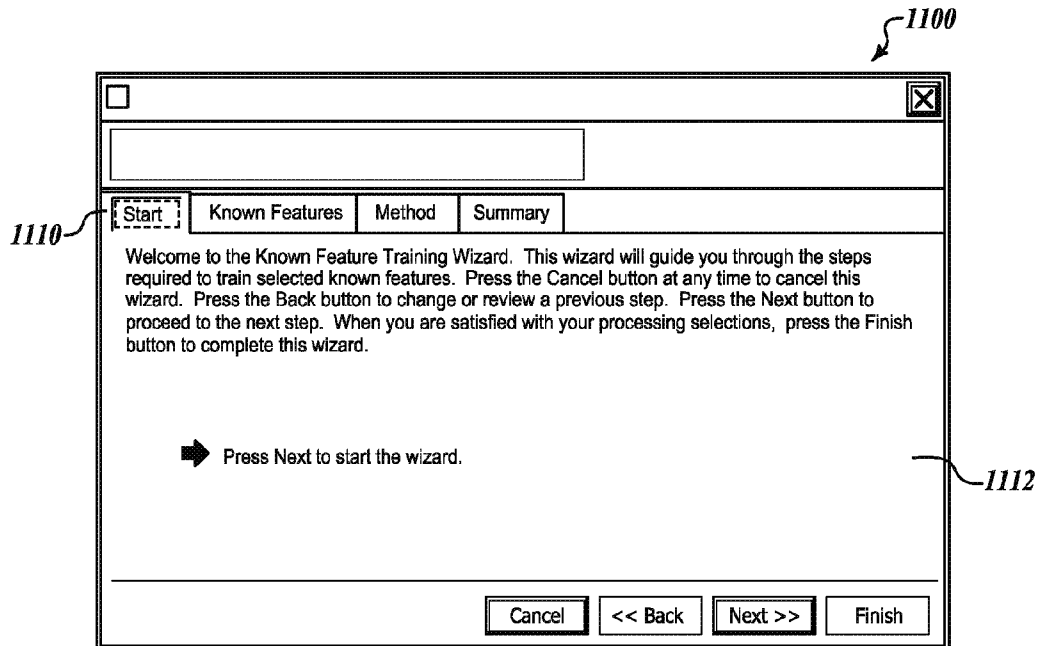 1100
Start Known Features Method Summary
1110
Welcome to the Known Feature Training Wizard. This wizard will guide you through the steps
required to train selected known features. Press the Cancel button at any time to cancel this
wizard. Press the Back button to change or review a previous step. Press the Next button to
proceed to the next step. When you are satisfied with your processing selections, press the Finish
button to complete this wizard.
Press Next to start the wizard.
1112
Cancel << Back Next >> Finish